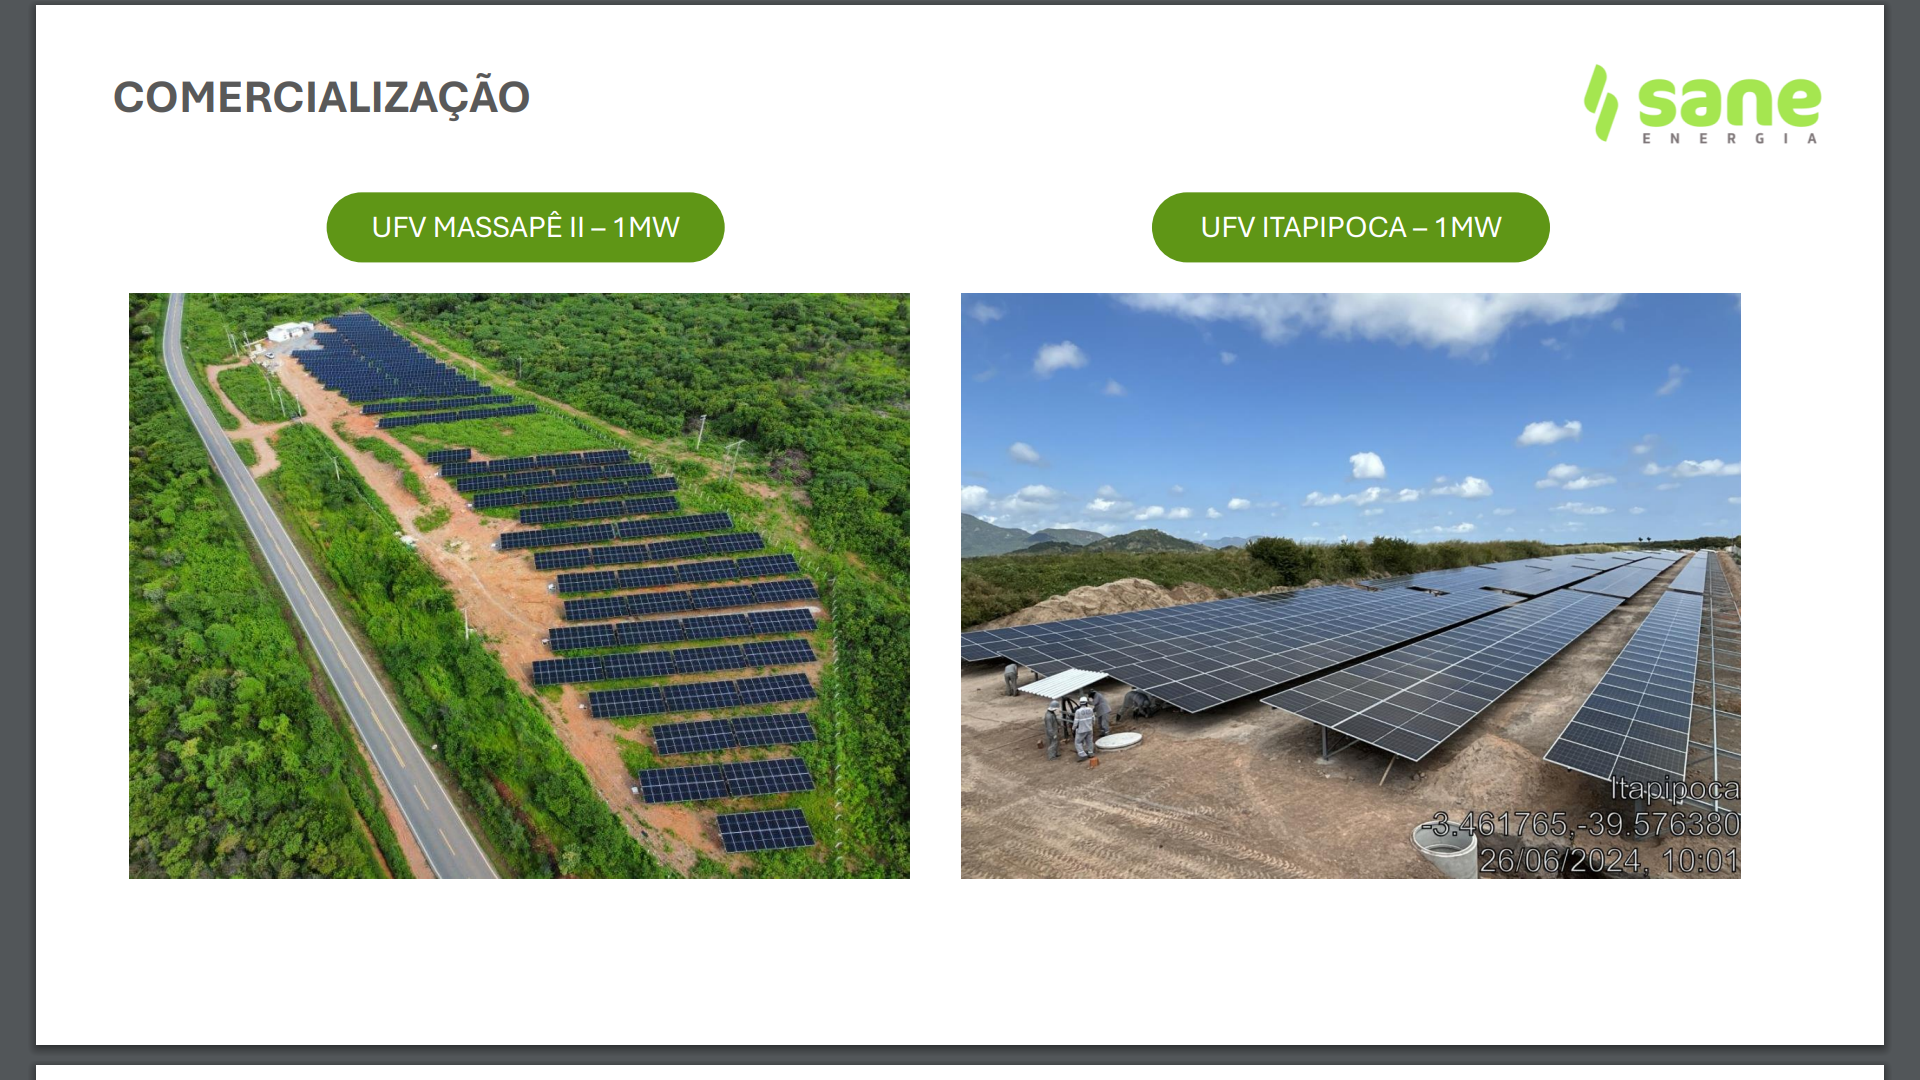 COMERCIALIZAÇÃO
sane
ENERGIA
UFV MASSAPÊ II – 1MW
UFV ITAPIPOCA – 1MW
Itapipoca
-3.461765,-39.576380
26/06/2024, 10:01